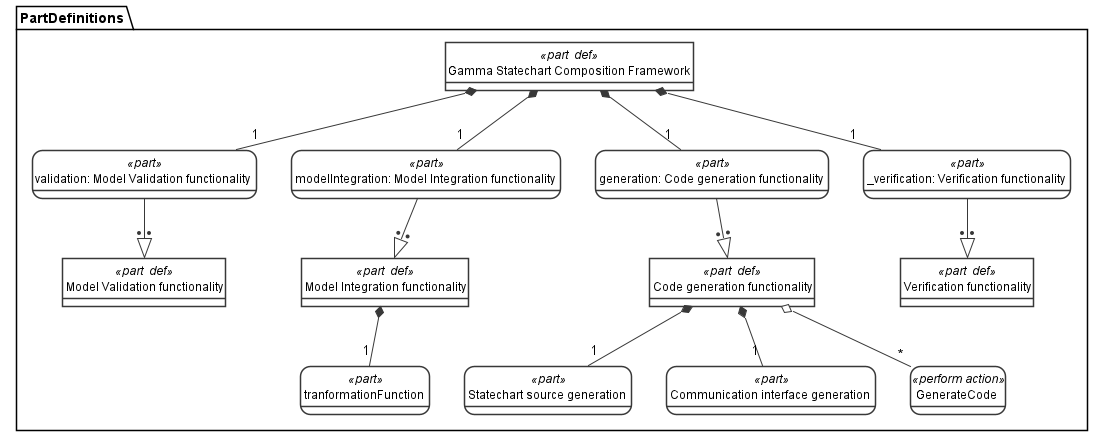 PartDefinitions
«part def»
Gamma Statechart Composition Framework
1
1
1
1
«part»
validation: Model Validation functionality
«part»
modelIntegration: Model Integration functionality
«part»
generation: Code generation functionality
«part»
_verification: Verification functionality
«part def»
Model Validation functionality
«part def»
Model Integration functionality
«part def»
Code generation functionality
«part def»
Verification functionality
1
1
1
*
«part»
tranformationFunction
«part»
Statechart source generation
«part»
Communication interface generation
«perform action»
GenerateCode